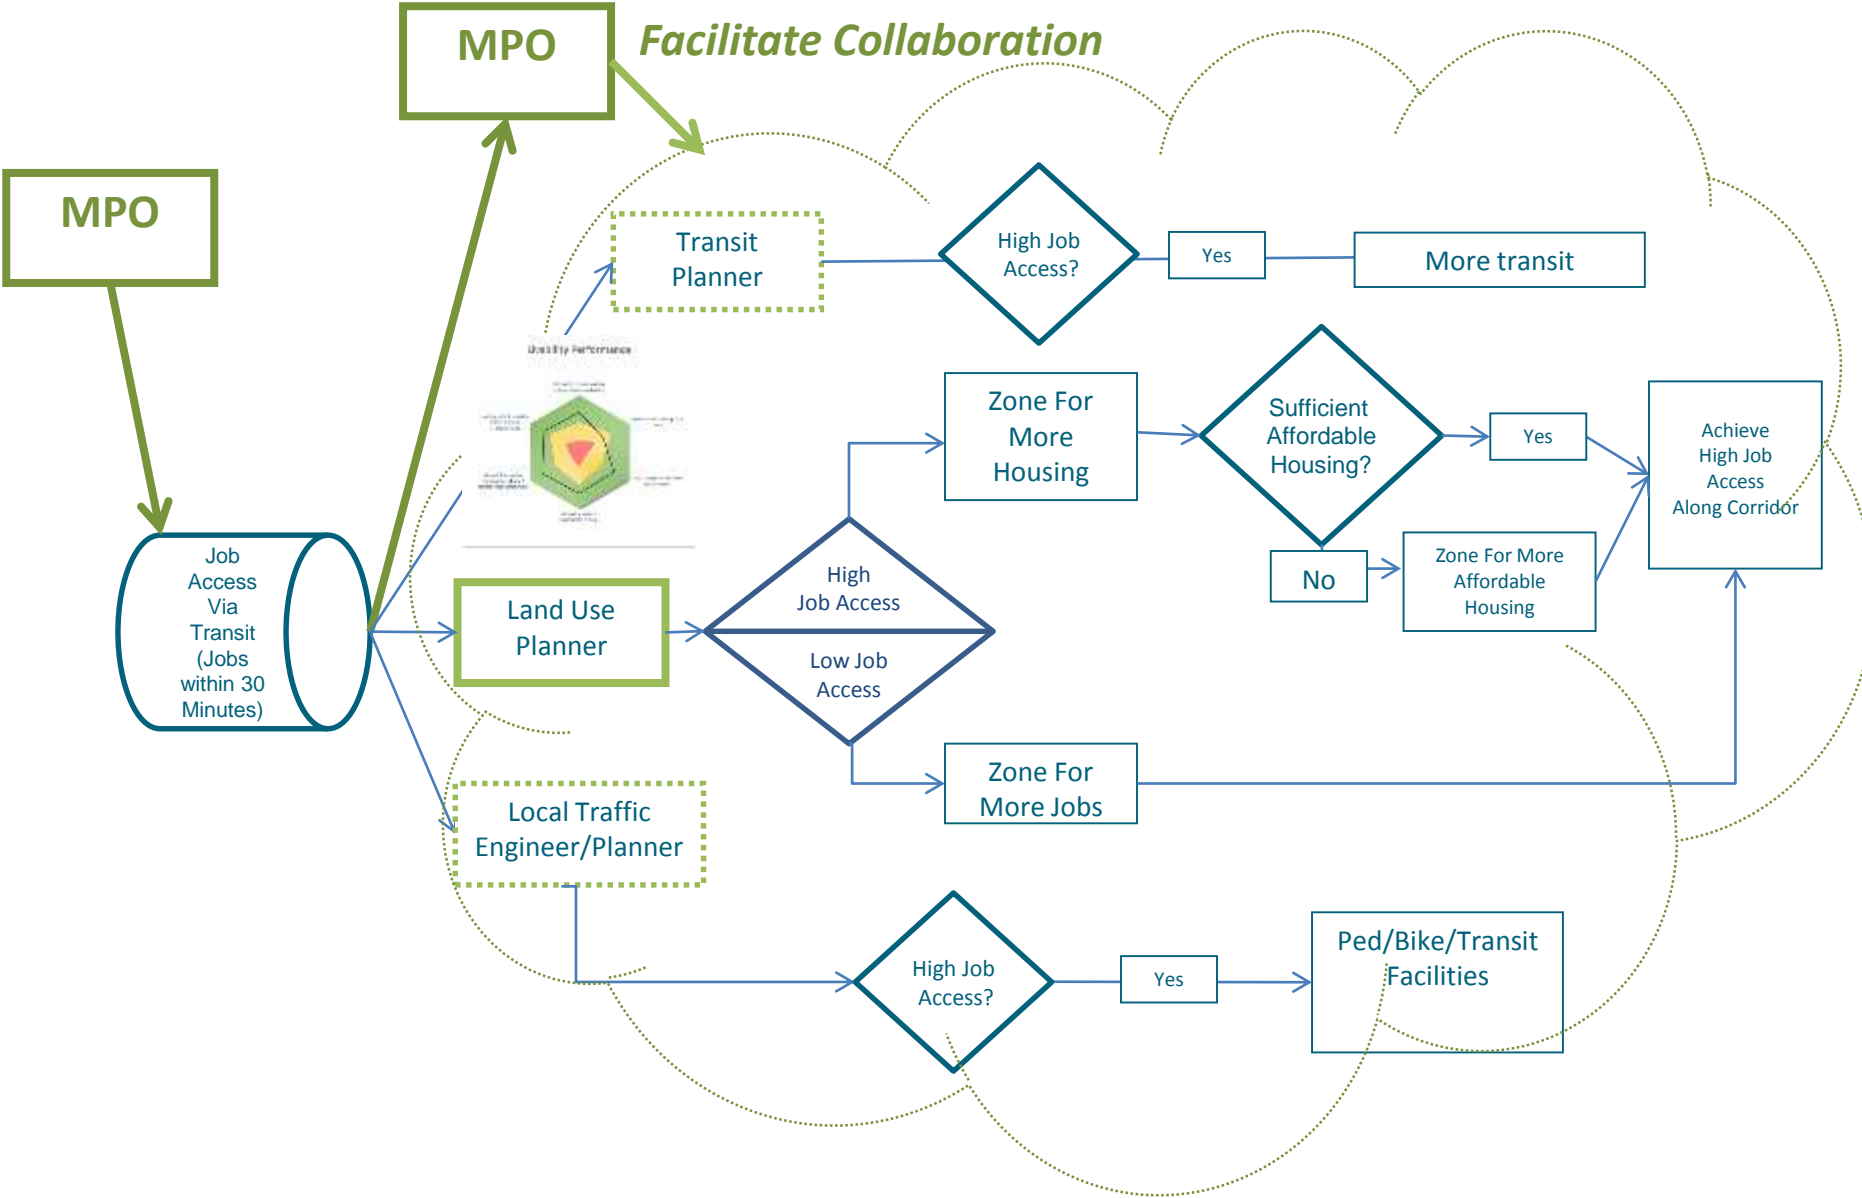 MPO
Facilitate Collaboration
MPO
Transit
Planner
High Job
Access?
Yes
More transit
Livability Performance
Zone For
More
Housing
Sufficient
Affordable
Housing?
Yes
Achieve
High Job
Access
Along Corridor
No
Zone For More
Affordable
Housing
Job
Access
Via
Transit
(Jobs
within 30
Minutes)
Land Use
Planner
High
Job Access
Low Job
Access
Zone For
More Jobs
Local Traffic
Engineer/Planner
High Job
Access?
Yes
Ped/Bike/Transit
Facilities